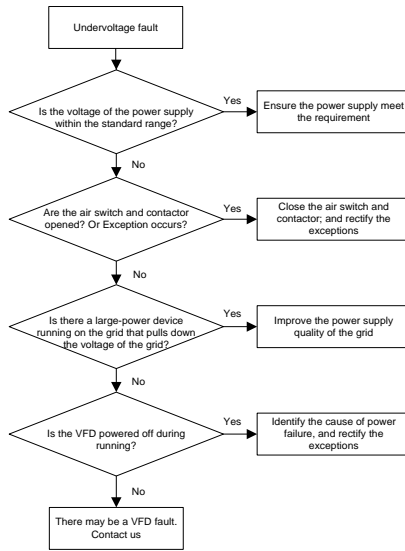 Undervoltage fault
Is the voltage of the power supply
within the standard range?
Yes
Ensure the power supply meet
the requirement
No
Are the air switch and contactor
opened? Or Exception occurs?
Yes
Close the air switch and
contactor; and rectify the
exceptions
No
Is there a large-power device
running on the grid that pulls down
the voltage of the grid?
Yes
Improve the power supply
quality of the grid
No
Is the VFD powered off during
running?
Yes
Identify the cause of power
failure, and rectify the
exceptions
No
There may be a VFD fault.
Contact us